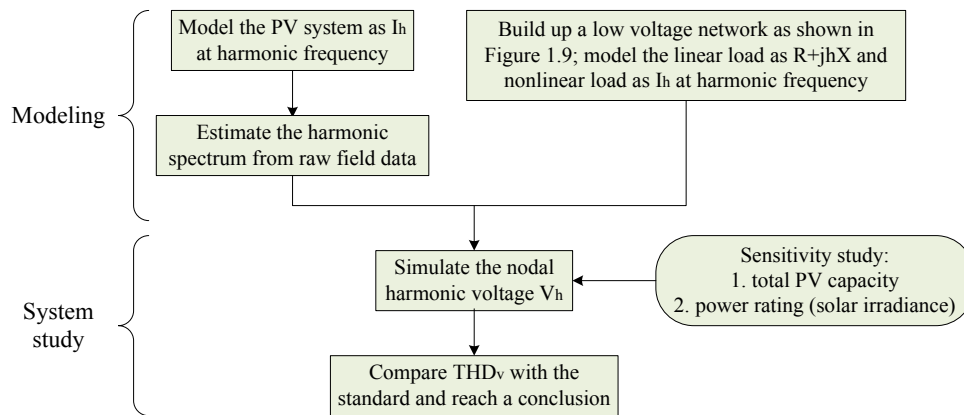 Model the PV system as Ih
at harmonic frequency
Build up a low voltage network as shown in
Figure 1.9; model the linear load as R+jhX and
nonlinear load as Ih at harmonic frequency
Modeling
Estimate the harmonic
spectrum from raw field data
Simulate the nodal
harmonic voltage Vh
Sensitivity study:
1. total PV capacity
2. power rating (solar irradiance)
System
study
Compare THDv with the
standard and reach a conclusion